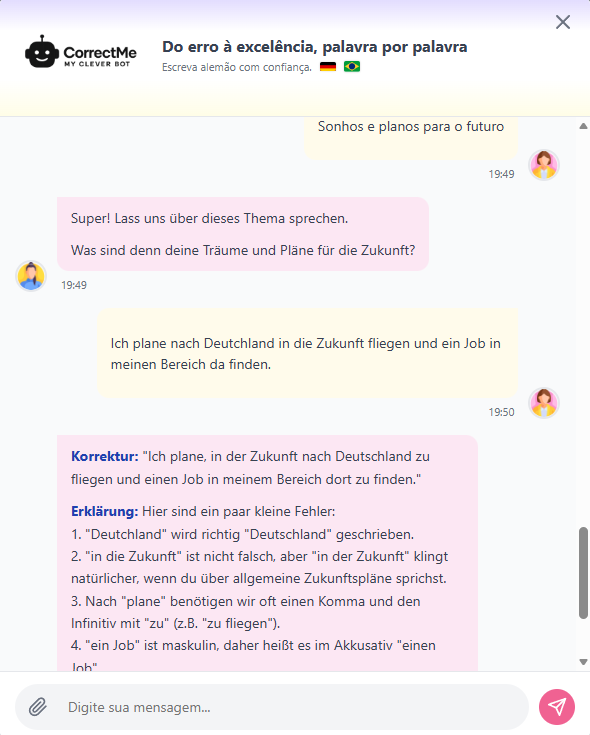 CorrectMe
MY CLEVER BOT
Do erro à excelência, palavra por palavra
Escreva alemão com confiança.
Sonhos e planos para o futuro
19:49
Super! Lass uns über dieses Thema sprechen.
Was sind denn deine Träume und Pläne für die Zukunft?
19:49
Ich plane nach Deutchland in die Zukunft fliegen und ein Job in
meinen Bereich da finden.
19:50
Korrektur: "Ich plane, in der Zukunft nach Deutschland zu
fliegen und einen Job in meinem Bereich dort zu finden."
Erklärung: Hier sind ein paar kleine Fehler:
1. "Deutchland" wird richtig "Deutschland" geschrieben.
2. "in die Zukunft" ist nicht falsch, aber "in der Zukunft" klingt
natürlicher, wenn du über allgemeine Zukunftspläne sprichst.
3. Nach "plane" benötigen wir oft einen Komma und den
Infinitiv mit "zu" (z.B. "zu fliegen").
4. "ein Job" ist maskulin, daher heißt es im Akkusativ "einen
Job"
Digite sua mensagem...